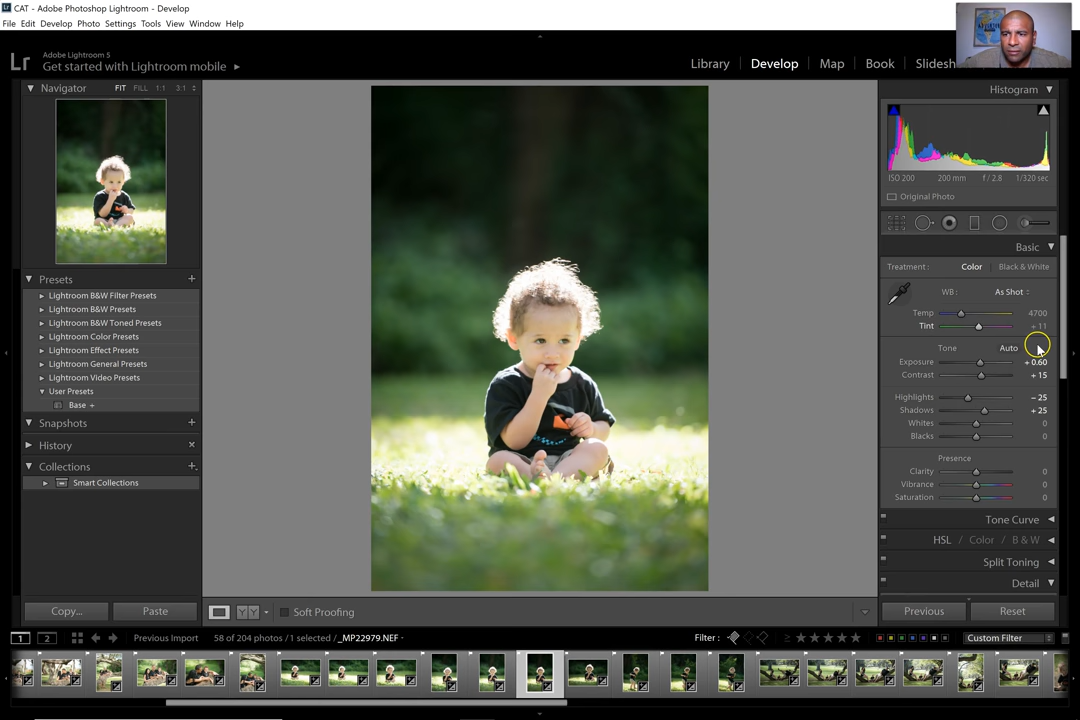 CAT - Adobe Photoshop Lightroom - Develop
File Edit Develop Photo Settings Tools View Window Help
Lr Adobe Lightroom 5
Get started with Lightroom mobile
Library | Develop | Map | Book | Slidesh
Navigator FIT FILL 1:1 3:1
Presets +
Lightroom B&W Filter Presets
Lightroom B&W Presets
Lightroom B&W Toned Presets
Lightroom Color Presets
Lightroom Effect Presets
Lightroom General Presets
Lightroom Video Presets
User Presets
Base +
Snapshots +
History ×
Collections +
Smart Collections
Copy... Paste
Histogram
ISO 200 200 mm f / 2.8 1/320 sec
Original Photo
Basic
Treatment : Color | Black & White
WB : As Shot
Temp 4700
Tint + 11
Tone Auto
Exposure + 0.60
Contrast + 15
Highlights − 25
Shadows + 25
Whites 0
Blacks 0
Presence
Clarity 0
Vibrance 0
Saturation 0
Tone Curve
HSL / Color / B & W
Split Toning
Detail
Previous Reset
Soft Proofing
1 2 Previous Import 58 of 204 photos / 1 selected / _MP22979.NEF Filter : Custom Filter